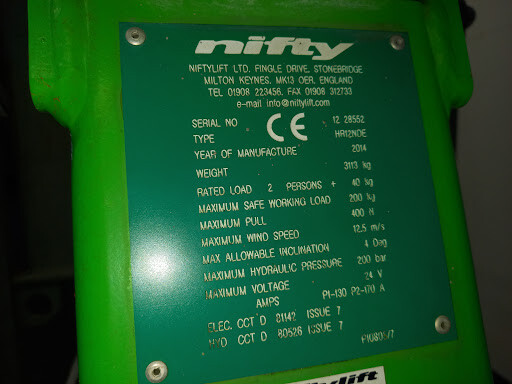 nifty
NIFTYLIFT LTD, FINGLE DRIVE, STONEBRIDGE
MILTON KEYNES, MK13 OER, ENGLAND
TEL 01908 223456, FAX 01908 312733
e-mail info@niftylift.com
SERIAL NO CE 12 28552
TYPE HR12NDE
YEAR OF MANUFACTURE 2014
WEIGHT 3113 kg
RATED LOAD 2 PERSONS + 40 kg
MAXIMUM SAFE WORKING LOAD 200 kg
MAXIMUM PULL 400 N
MAXIMUM WIND SPEED 12.5 m/s
MAX ALLOWABLE INCLINATION 4 Deg
MAXIMUM HYDRAULIC PRESSURE 200 bar
MAXIMUM VOLTAGE 24 V
AMPS P1-130 P2-170 A
ELEC. CCT D 21142 ISSUE 7
HYD CCT D 80526 ISSUE 7
niftylift